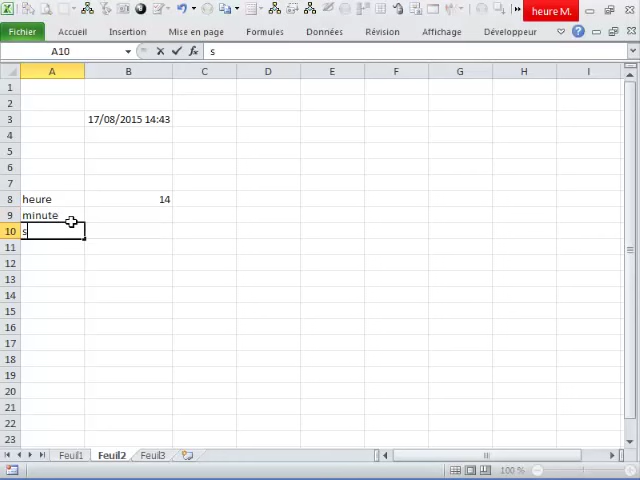 heure M.
Fichier Accueil Insertion Mise en page Formules Données Révision Affichage Développeur
A10 fx s
A B C D E F G H I
1
2
3 17/08/2015 14:43
4
5
6
7
8 heure 14
9 minute
10 s
11
12
13
14
15
16
17
18
19
20
21
22
23
Feuil1 Feuil2 Feuil3
100 %